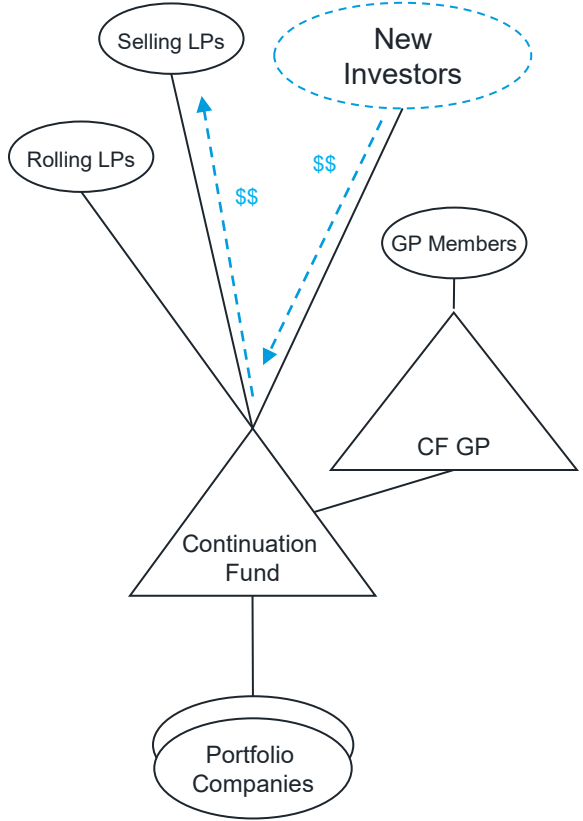 Selling LPs
New
Investors
Rolling LPs
$$
$$
GP Members
CF GP
Continuation
Fund
Portfolio
Companies